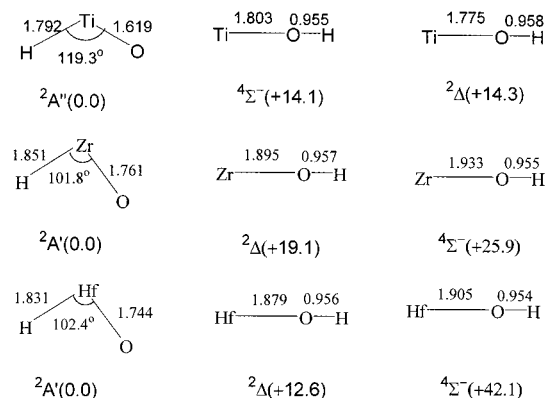 1.792 Ti 1.619 1.803 0.955 1.775 0.958
H 119.3° O Ti O H Ti O H
²A"(0.0) ⁴Σ⁻(+14.1) ²Δ(+14.3)
1.851 Zr 1.761 1.895 0.957 1.933 0.955
H 101.8° O Zr O H Zr O H
²A'(0.0) ²Δ(+19.1) ⁴Σ⁻(+25.9)
1.831 Hf 1.744 1.879 0.956 1.905 0.954
H 102.4° O Hf O H Hf O H
²A'(0.0) ²Δ(+12.6) ⁴Σ⁻(+42.1)